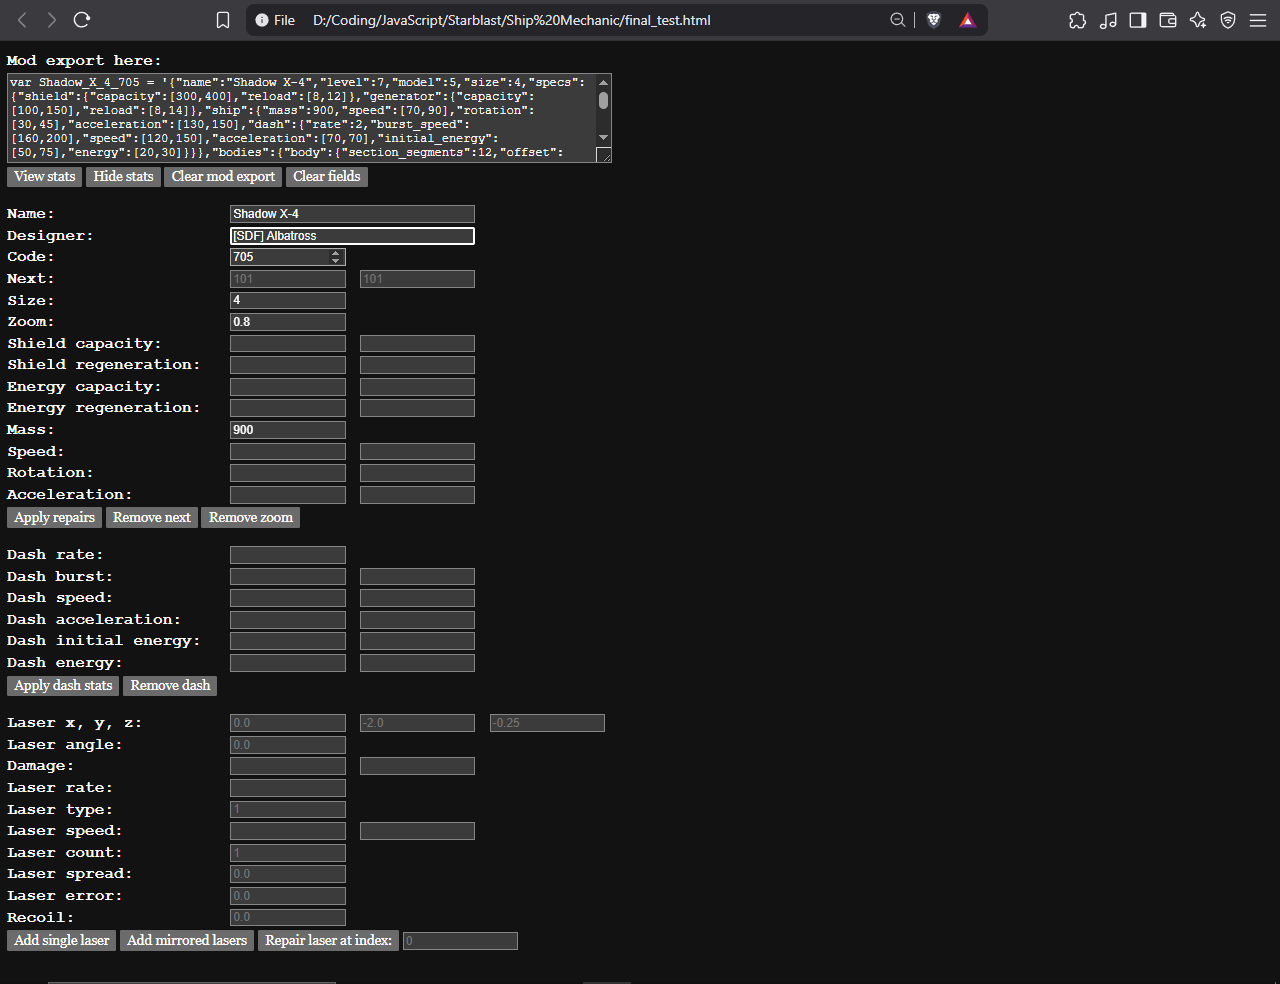 File D:/Coding/JavaScript/Starblast/Ship%20Mechanic/final_test.html
Mod export here:
var Shadow_X_4_705 = '{"name":"Shadow X-4","level":7,"model":5,"size":4,"specs":
{"shield":{"capacity":[300,400],"reload":[8,12]},"generator":{"capacity":
[100,150],"reload":[8,14]},"ship":{"mass":900,"speed":[70,90],"rotation":
[30,45],"acceleration":[130,150],"dash":{"rate":2,"burst_speed":
[160,200],"speed":[120,150],"acceleration":[70,70],"initial_energy":
[50,75],"energy":[20,30]}}},"bodies":{"body":{"section_segments":12,"offset":
View stats Hide stats Clear mod export Clear fields
Name: Shadow X-4
Designer: [SDF] Albatross
Code: 705
Next: 101 101
Size: 4
Zoom: 0.8
Shield capacity:
Shield regeneration:
Energy capacity:
Energy regeneration:
Mass: 900
Speed:
Rotation:
Acceleration:
Apply repairs Remove next Remove zoom
Dash rate:
Dash burst:
Dash speed:
Dash acceleration:
Dash initial energy:
Dash energy:
Apply dash stats Remove dash
Laser x, y, z: 0.0 -2.0 -0.25
Laser angle: 0.0
Damage:
Laser rate:
Laser type: 1
Laser speed:
Laser count: 1
Laser spread: 0.0
Laser error: 0.0
Recoil: 0.0
Add single laser Add mirrored lasers Repair laser at index: 0